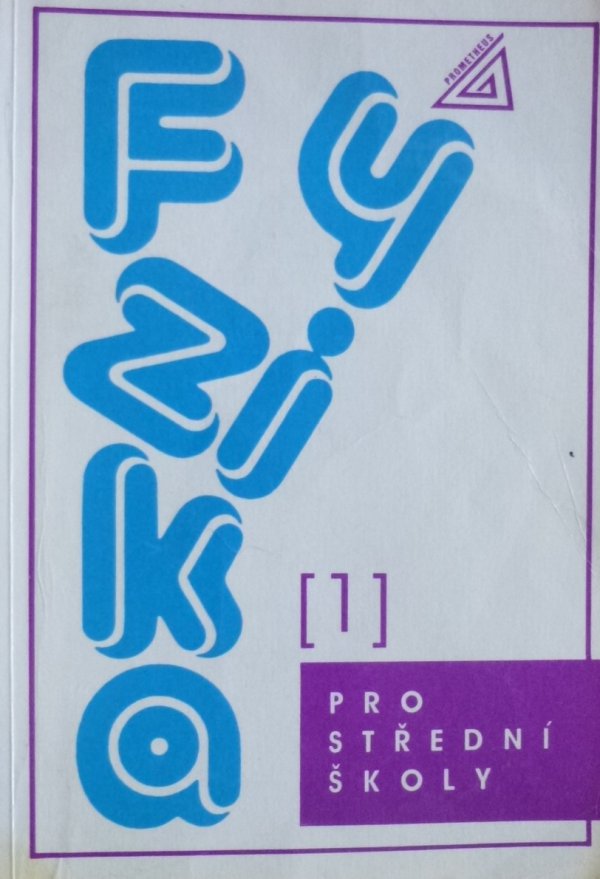 PROMETHEUS
Fyzika
[1]
PRO
STŘEDNÍ
ŠKOLY